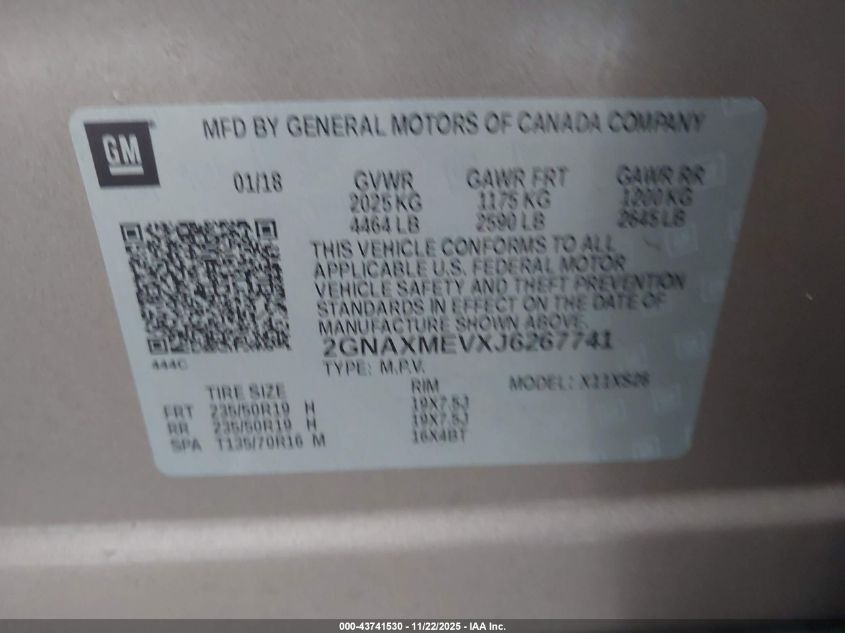 GM
MFD BY GENERAL MOTORS OF CANADA COMPANY
01/18 GVWR GAWR FRT GAWR RR
2025 KG 1175 KG 1200 KG
4464 LB 2590 LB 2645 LB
THIS VEHICLE CONFORMS TO ALL
APPLICABLE U.S. FEDERAL MOTOR
VEHICLE SAFETY AND THEFT PREVENTION
STANDARDS IN EFFECT ON THE DATE OF
MANUFACTURE SHOWN ABOVE.
2GNAXMEVXJ6267741
444C
TYPE: M.P.V.
TIRE SIZE RIM MODEL: X11XS26
FRT 235/50R19 H 19X7.5J
RR 235/50R19 H 19X7.5J
SPA T135/70R16 M 16X4BT
000-43741530 - 11/22/2025 - IAA Inc.